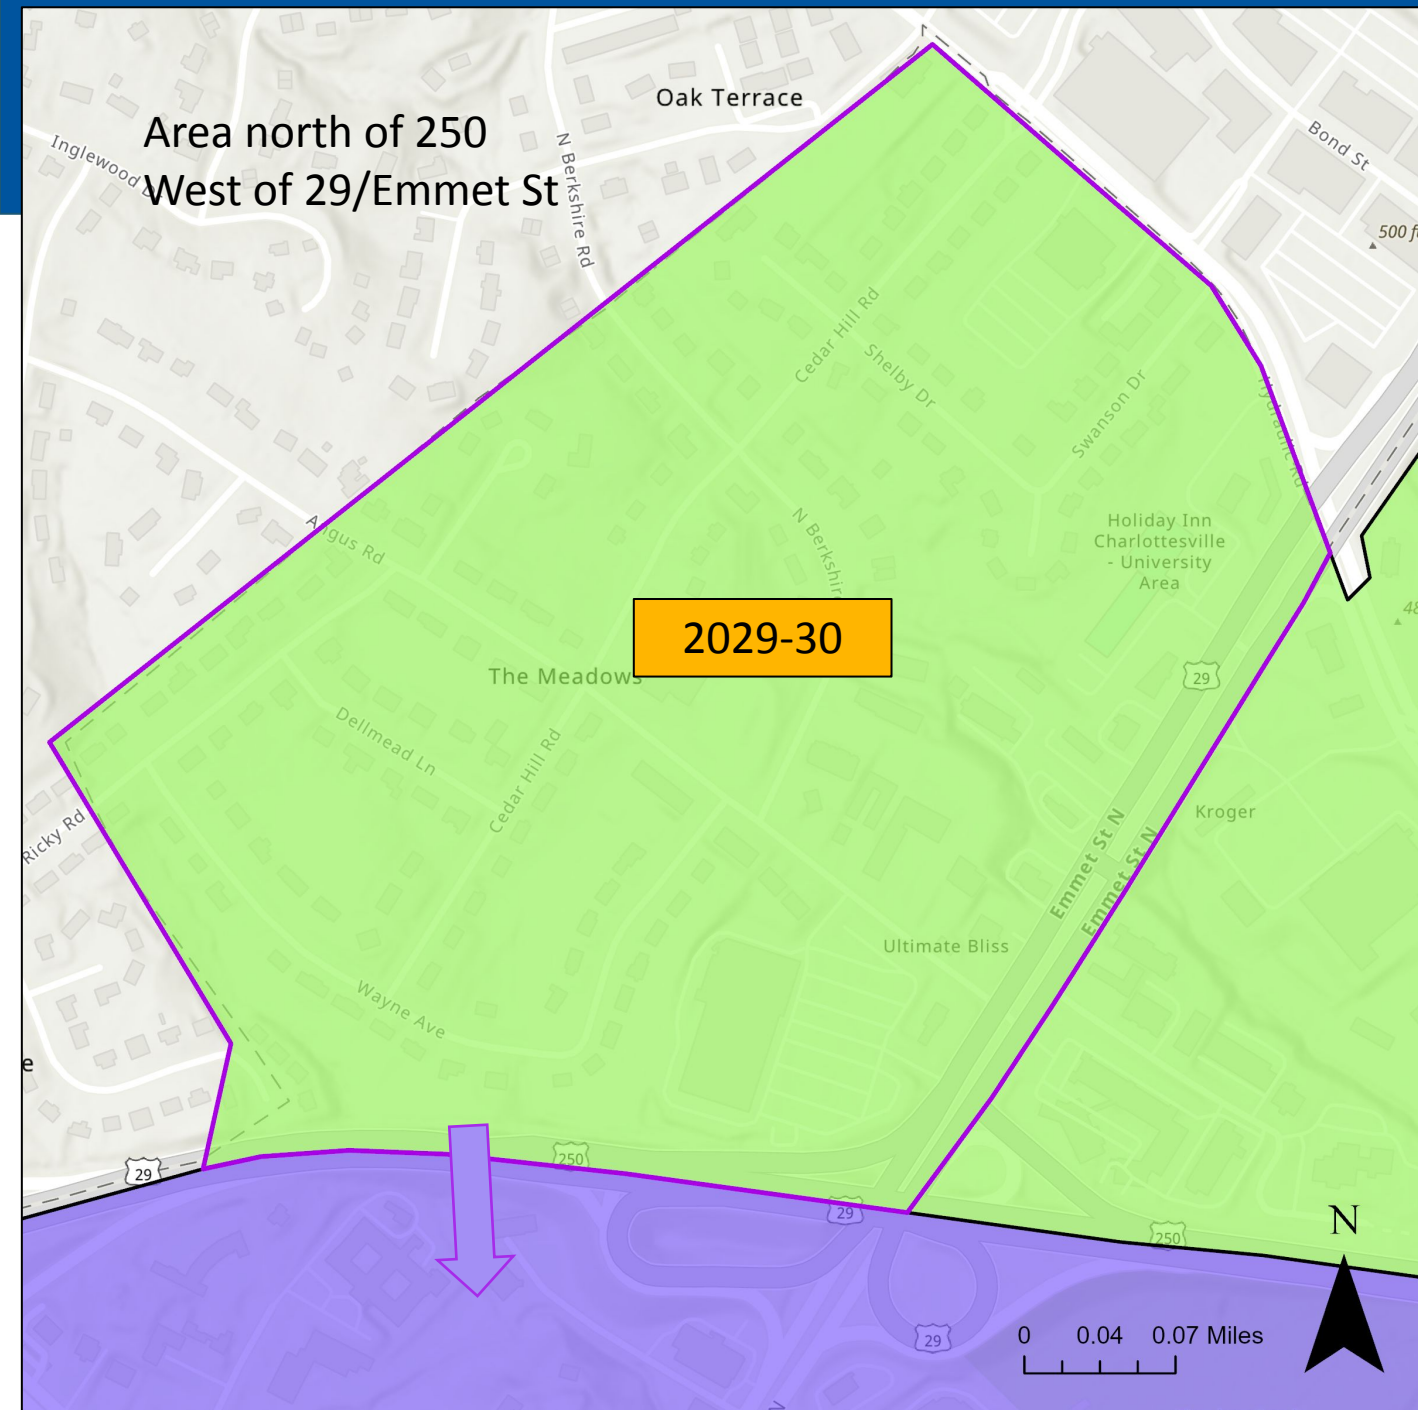 Area north of 250
West of 29/Emmet St
Oak Terrace
Bond St
N Berkshire Rd
500
Cedar Hill Rd
Shelby Dr
Swanson Dr
Hydraulic Rd
Angus Rd
N Berkshir
Holiday Inn
Charlottesville
- University
Area
2029-30
The Meadows
29
Dellmead Ln
Cedar Hill Rd
Kroger
Ricky Rd
Emmet St N
Emmet St N
Ultimate Bliss
Wayne Ave
e
250
29
29
250
N
29
0 0.04 0.07 Miles